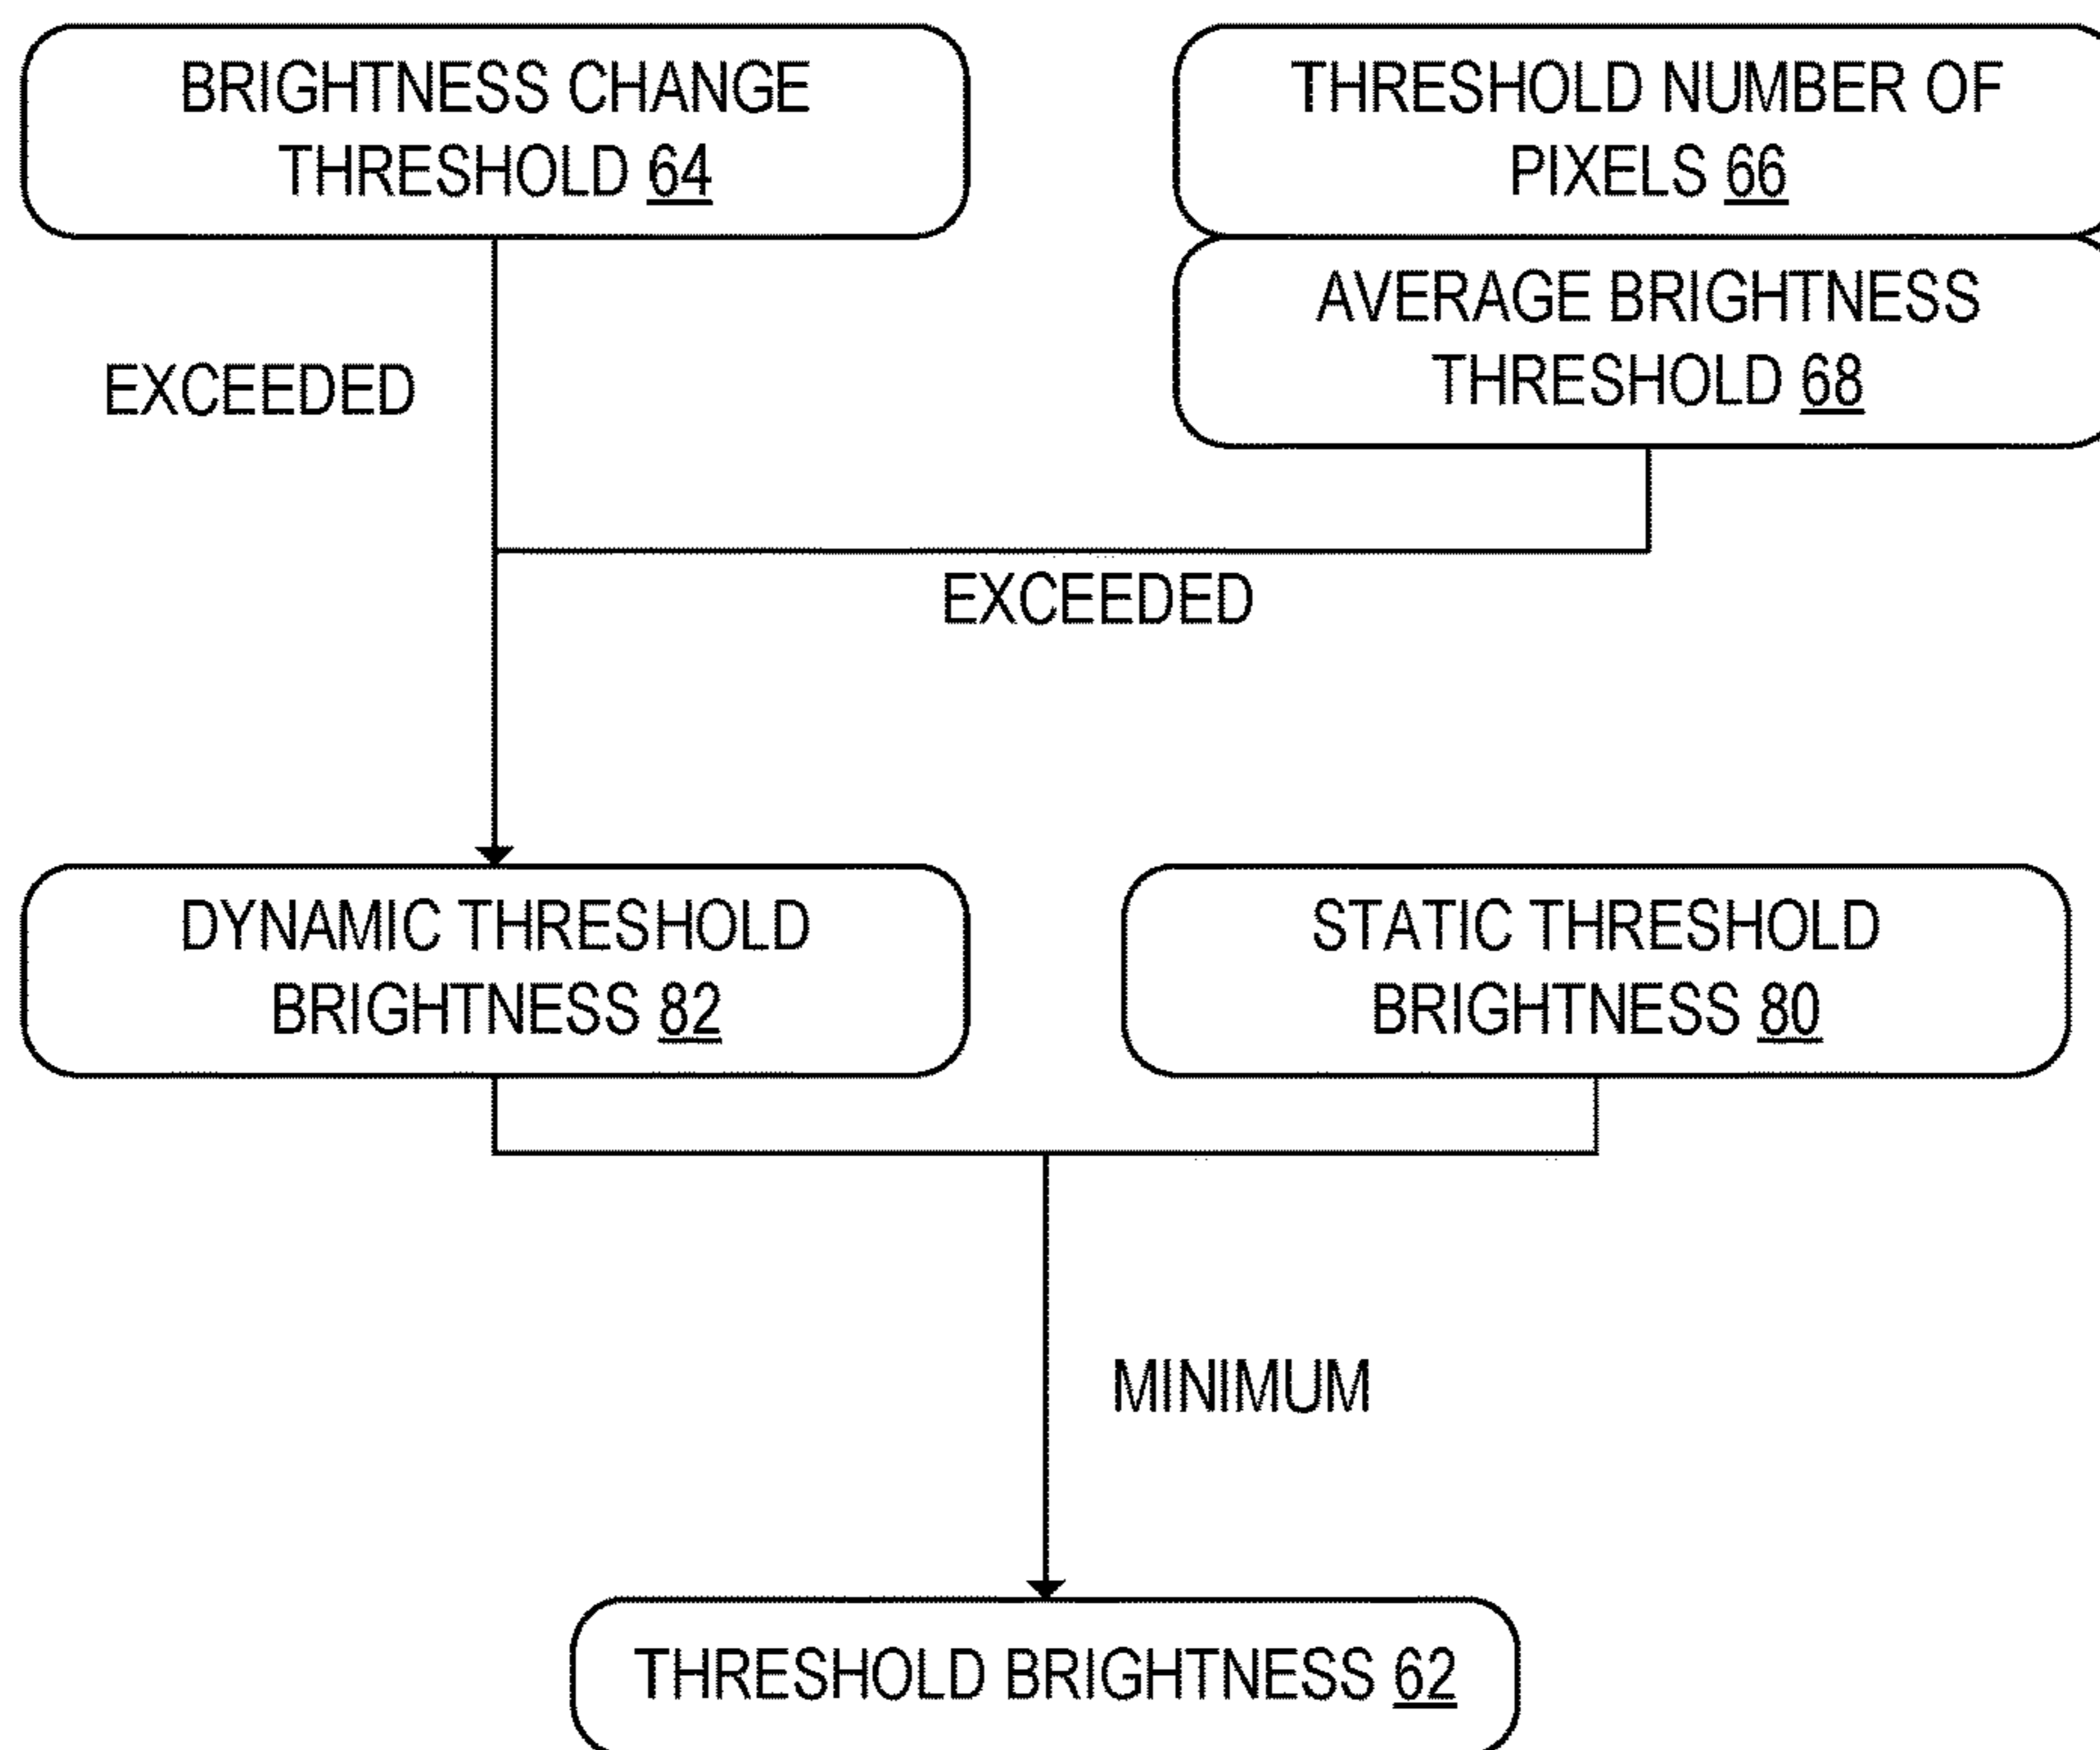 BRIGHTNESS CHANGE
THRESHOLD 64
THRESHOLD NUMBER OF
PIXELS 66
AVERAGE BRIGHTNESS
THRESHOLD 68
EXCEEDED
EXCEEDED
DYNAMIC THRESHOLD
BRIGHTNESS 82
STATIC THRESHOLD
BRIGHTNESS 80
MINIMUM
THRESHOLD BRIGHTNESS 62